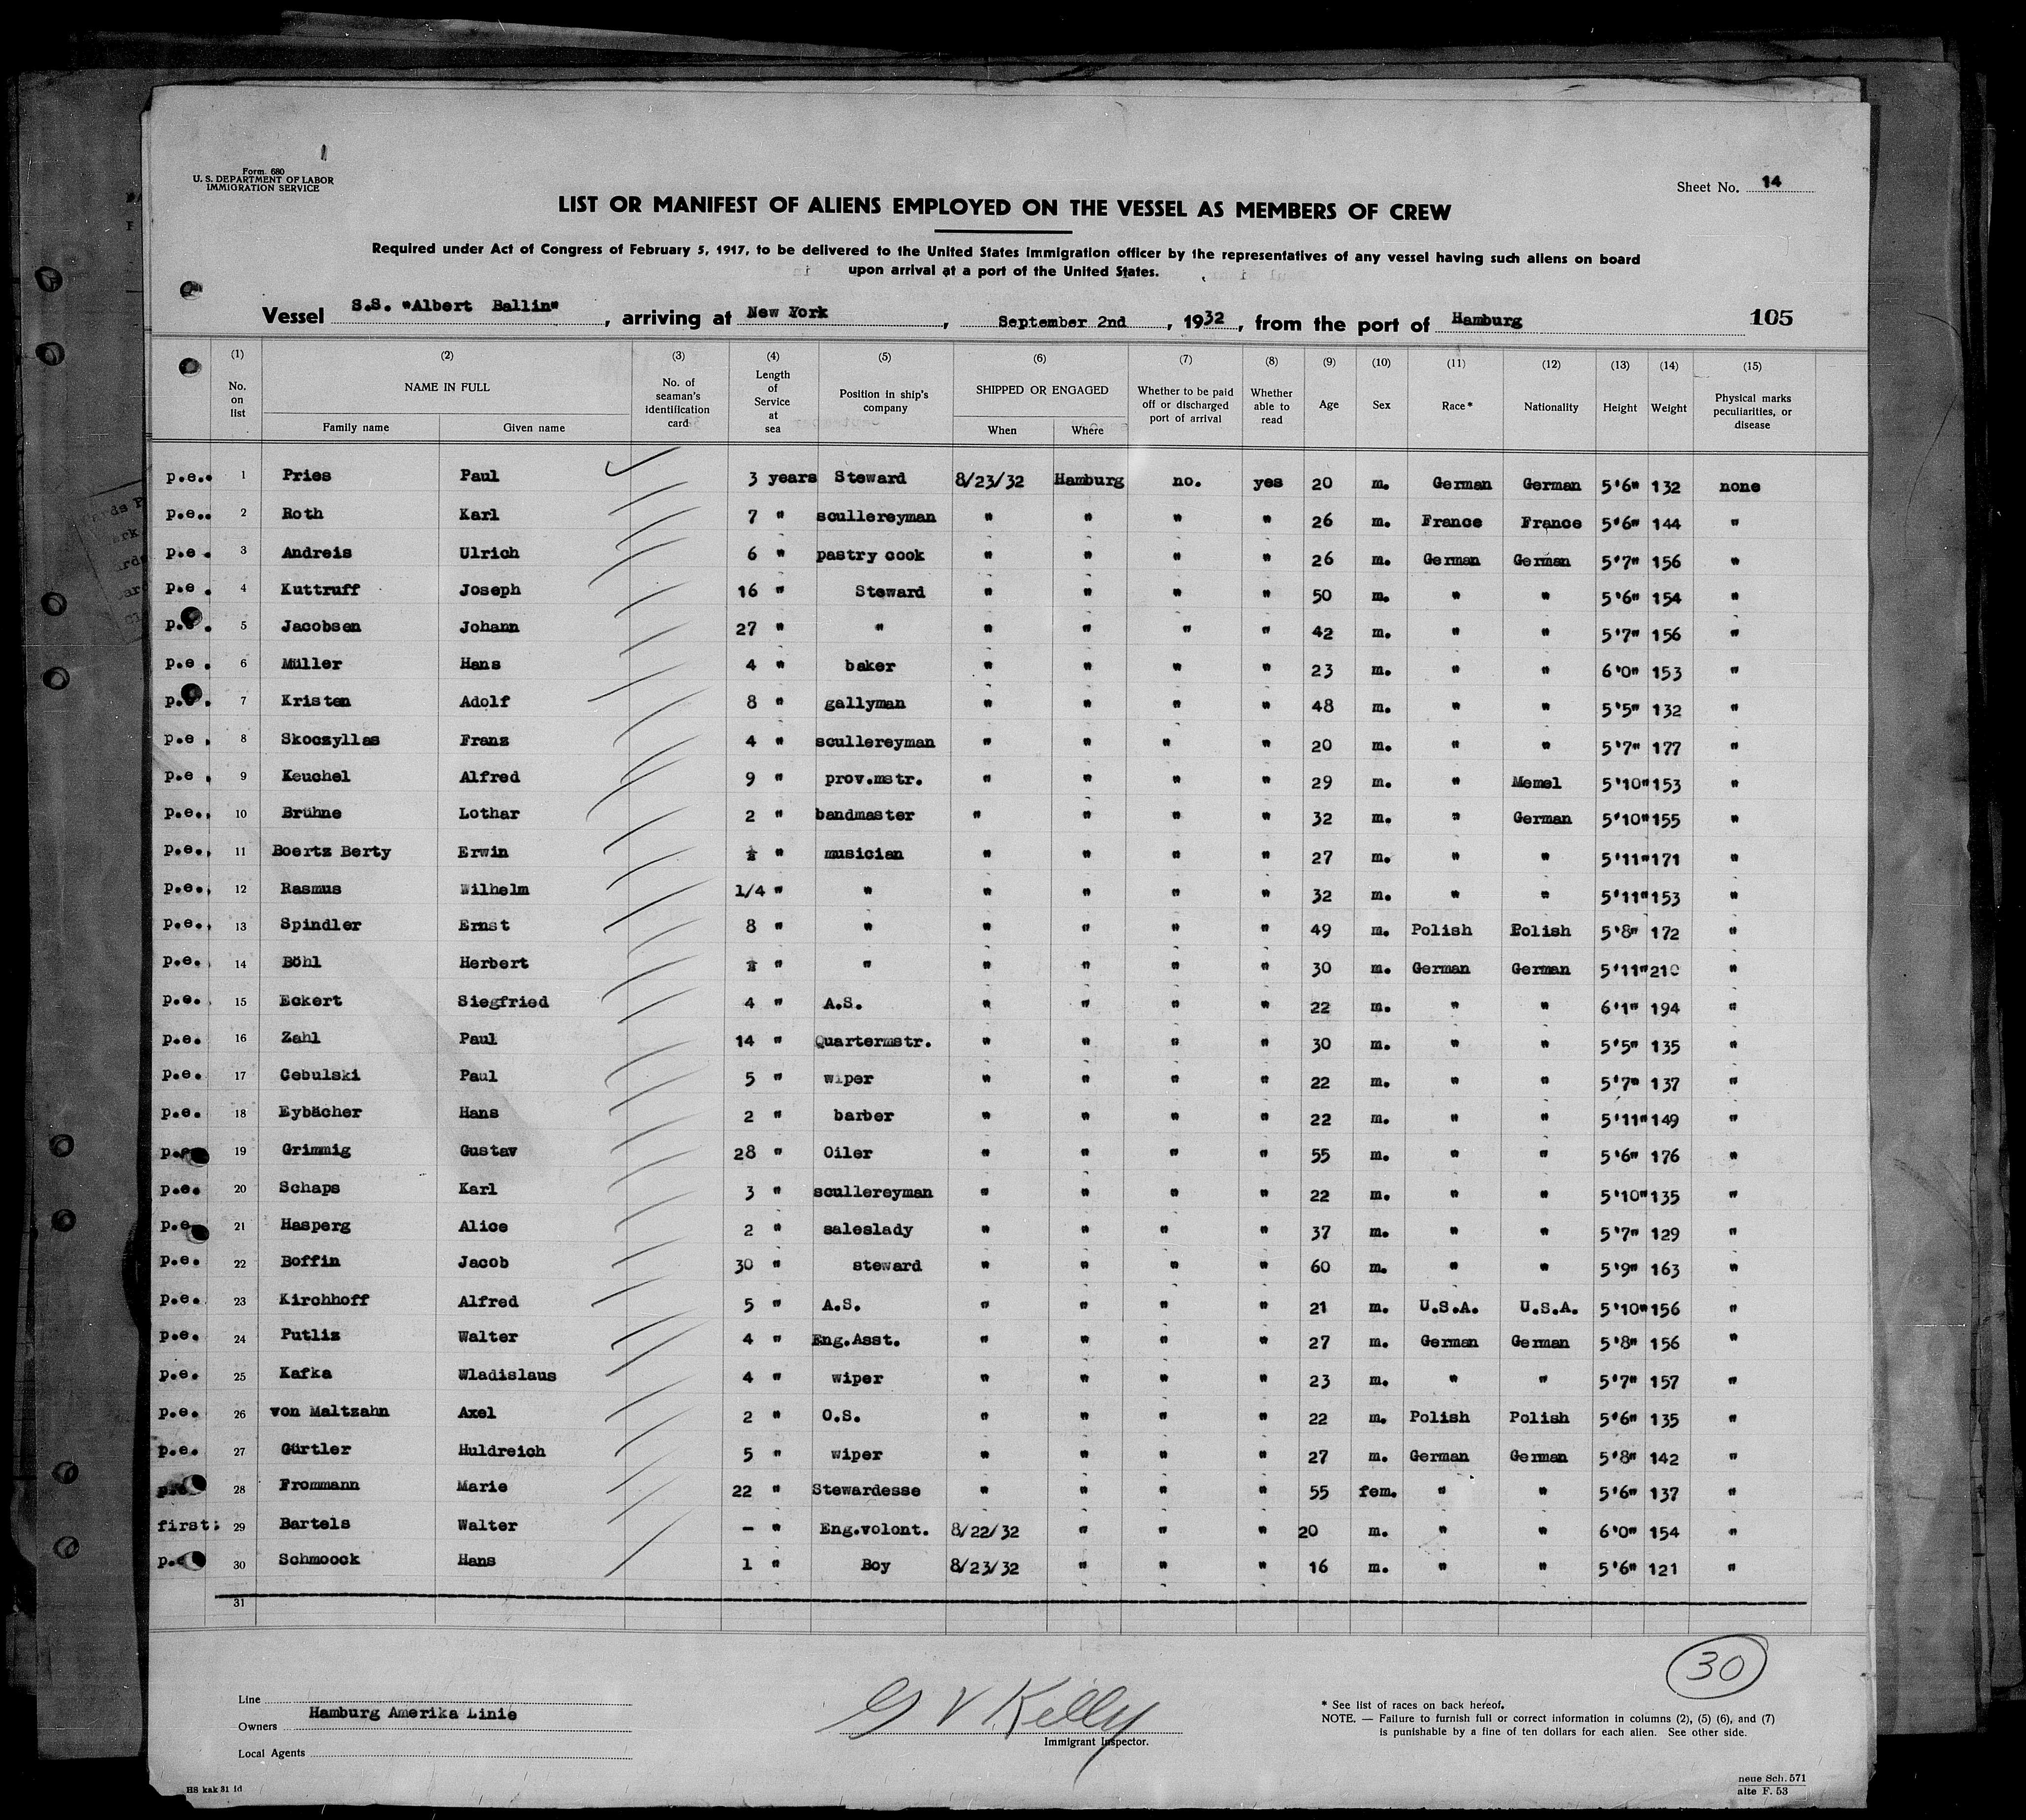 Form 680
U. S. DEPARTMENT OF LABOR
IMMIGRATION SERVICE
Sheet No. 14
LIST OR MANIFEST OF ALIENS EMPLOYED ON THE VESSEL AS MEMBERS OF CREW
Required under Act of Congress of February 5, 1917, to be delivered to the United States immigration officer by the representatives of any vessel having such aliens on board
upon arrival at a port of the United States.
Vessel S.S. "Albert Ballin", arriving at New York, September 2nd, 1932, from the port of Hamburg 105
(1) (2) (3) (4) (5) (6) (7) (8) (9) (10) (11) (12) (13) (14) (15)
No. on list NAME IN FULL Family name Given name No. of seaman's identification card Length of Service at sea Position in ship's company SHIPPED OR ENGAGED When Where Whether to be paid off or discharged port of arrival Whether able to read Age Sex Race* Nationality Height Weight Physical marks peculiarities, or disease
p.e. 1 Pries Paul 3 years Steward 8/23/32 Hamburg no. yes 20 m. German German 5'6" 132 none
p.e. 2 Roth Karl 7 " scullereyman " " " " 26 m. France France 5'6" 144 "
p.e. 3 Andreis Ulrich 6 " pastry cook " " " " 26 m. German German 5'7" 156 "
p.e. 4 Kuttruff Joseph 16 " Steward " " " " 50 m. " " 5'6" 154 "
p.e. 5 Jacobsen Johann 27 " " " " " " 42 m. " " 5'7" 156 "
p.e. 6 Müller Hans 4 " baker " " " " 23 m. " " 6'0" 153 "
p.e. 7 Kristen Adolf 8 " gallyman " " " " 48 m. " " 5'5" 132 "
p.e. 8 Skoczyllas Franz 4 " scullereyman " " " " 20 m. " " 5'7" 177 "
p.e. 9 Keuchel Alfred 9 " prov.mstr. " " " " 29 m. " Memel 5'10" 153 "
p.e. 10 Brühne Lothar 2 " bandmaster " " " " 32 m. " German 5'10" 155 "
p.e. 11 Boertz Berty Erwin " musician " " " " 27 m. " " 5'11" 171 "
p.e. 12 Rasmus Wilhelm 1/4 " " " " " " 32 m. " " 5'11" 153 "
p.e. 13 Spindler Ernst 8 " " " " " " 49 m. Polish Polish 5'8" 172 "
p.e. 14 Böhl Herbert " " " " " " 30 m. German German 5'11" 210 "
p.e. 15 Eckert Siegfried 4 " A.S. " " " " 22 m. " " 6'1" 194 "
p.e. 16 Zahl Paul 14 " Quartermstr. " " " " 30 m. " " 5'5" 135 "
p.e. 17 Cebulski Paul 5 " wiper " " " " 22 m. " " 5'7" 137 "
p.e. 18 Eybächer Hans 2 " barber " " " " 22 m. " " 5'11" 149 "
p.e. 19 Grimmig Gustav 28 " Oiler " " " " 55 m. " " 5'6" 176 "
p.e. 20 Schaps Karl 3 " scullereyman " " " " 22 m. " " 5'10" 135 "
p.e. 21 Hasperg Alice 2 " saleslady " " " " 37 m. " " 5'7" 129 "
p.e. 22 Boffin Jacob 30 " steward " " " " 60 m. " " 5'9" 163 "
p.e. 23 Kirchhoff Alfred 5 " A.S. " " " " 21 m. U.S.A. U.S.A. 5'10" 156 "
p.e. 24 Putliz Walter 4 " Eng.Asst. " " " " 27 m. German German 5'8" 156 "
p.e. 25 Kafka Wladislaus 4 " wiper " " " " 23 m. " " 5'7" 157 "
p.e. 26 von Maltzahn Axel 2 " O.S. " " " " 22 m. Polish Polish 5'6" 135 "
p.e. 27 Gürtler Huldreich 5 " wiper " " " " 27 m. German German 5'8" 142 "
p.e. 28 Frommann Marie 22 " Stewardesse " " " " 55 fem. " " 5'6" 137 "
first: 29 Bartels Walter - " Eng.volont. 8/22/32 " " " 20 m. " " 6'0" 154 "
p.e. 30 Schmoock Hans 1 " Boy 8/23/32 " " " 16 m. " " 5'6" 121 "
31
30
Line
Owners Hamburg Amerika Linie
Local Agents
G V Kelly
Immigrant Inspector.
* See list of races on back hereof.
NOTE. — Failure to furnish full or correct information in columns (2), (5) (6), and (7)
is punishable by a fine of ten dollars for each alien. See other side.
HS kak 31 1d
neue Sch. 571
alte F. 53